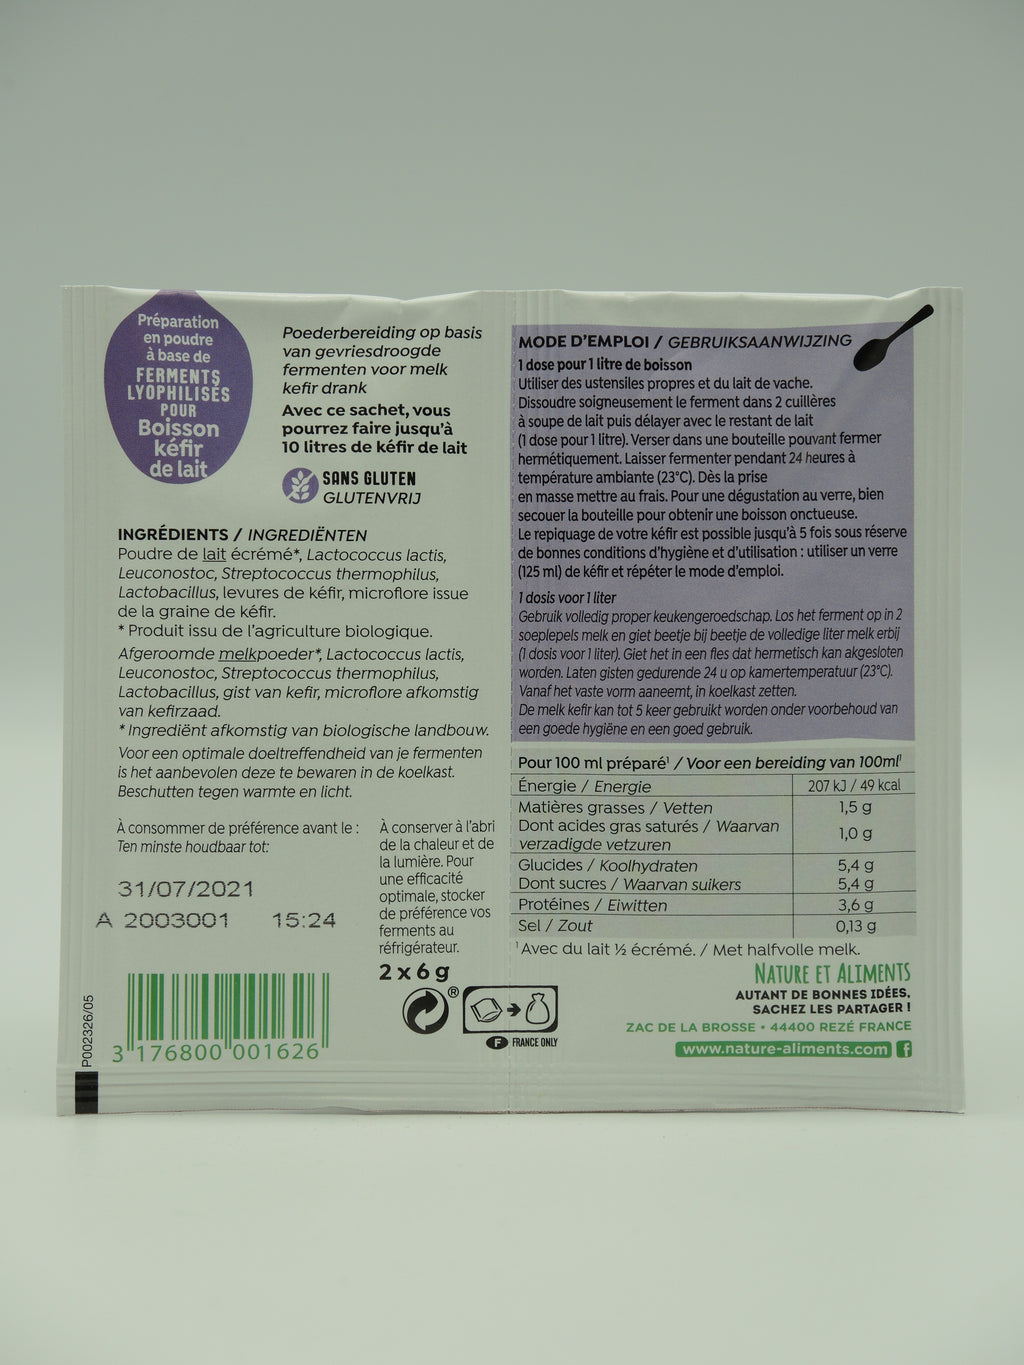 Préparation
en poudre
à base de
FERMENTS
LYOPHILISÉS
POUR
Boisson
kéfir
de lait
Poederbereiding op basis
van gevriesdroogde
fermenten voor melk
kefir drank
Avec ce sachet, vous
pourrez faire jusqu'à
10 litres de kéfir de lait
SANS GLUTEN
GLUTENVRIJ
INGRÉDIENTS / INGREDIËNTEN
Poudre de lait écrémé*, Lactococcus lactis,
Leuconostoc, Streptococcus thermophilus,
Lactobacillus, levures de kéfir, microflore issue
de la graine de kéfir.
* Produit issu de l'agriculture biologique.
Afgeroomde melkpoeder*, Lactococcus lactis,
Leuconostoc, Streptococcus thermophilus,
Lactobacillus, gist van kefir, microflore afkomstig
van kefirzaad.
* Ingrediënt afkomstig van biologische landbouw.
Voor een optimale doeltreffendheid van je fermenten
is het aanbevolen deze te bewaren in de koelkast.
Beschutten tegen warmte en licht.
À consommer de préférence avant le :
Ten minste houdbaar tot:
31/07/2021
A 2003001 15:24
À conserver à l'abri
de la chaleur et de
la lumière. Pour
une efficacité
optimale, stocker
de préférence vos
ferments au
réfrigérateur.
2 x 6 g
®
F FRANCE ONLY
P002326/05
3 176800 001626
MODE D'EMPLOI / GEBRUIKSAANWIJZING
1 dose pour 1 litre de boisson
Utiliser des ustensiles propres et du lait de vache.
Dissoudre soigneusement le ferment dans 2 cuillères
à soupe de lait puis délayer avec le restant de lait
(1 dose pour 1 litre). Verser dans une bouteille pouvant fermer
hermétiquement. Laisser fermenter pendant 24 heures à
température ambiante (23°C). Dès la prise
en masse mettre au frais. Pour une dégustation au verre, bien
secouer la bouteille pour obtenir une boisson onctueuse.
Le repiquage de votre kéfir est possible jusqu'à 5 fois sous réserve
de bonnes conditions d'hygiène et d'utilisation : utiliser un verre
(125 ml) de kéfir et répéter le mode d'emploi.
1 dosis voor 1 liter
Gebruik volledig proper keukengeroedschap. Los het ferment op in 2
soeplepels melk en giet beetje bij beetje de volledige liter melk erbij
(1 dosis voor 1 liter). Giet het in een fles dat hermetisch kan akgesloten
worden. Laten gisten gedurende 24 u op kamertemperatuur (23°C).
Vanaf het vaste vorm aaneemt, in koelkast zetten.
De melk kefir kan tot 5 keer gebruikt worden onder voorbehoud van
een goede hygiëne en een goed gebruik.
Pour 100 ml préparé¹ / Voor een bereiding van 100ml¹
Énergie / Energie 207 kJ / 49 kcal
Matières grasses / Vetten 1,5 g
Dont acides gras saturés / Waarvan
verzadigde vetzuren 1,0 g
Glucides / Koolhydraten 5,4 g
Dont sucres / Waarvan suikers 5,4 g
Protéines / Eiwitten 3,6 g
Sel / Zout 0,13 g
¹ Avec du lait ½ écrémé. / Met halfvolle melk.
NATURE ET ALIMENTS
AUTANT DE BONNES IDÉES,
SACHEZ LES PARTAGER !
ZAC DE LA BROSSE • 44400 REZÉ FRANCE
www.nature-aliments.com f